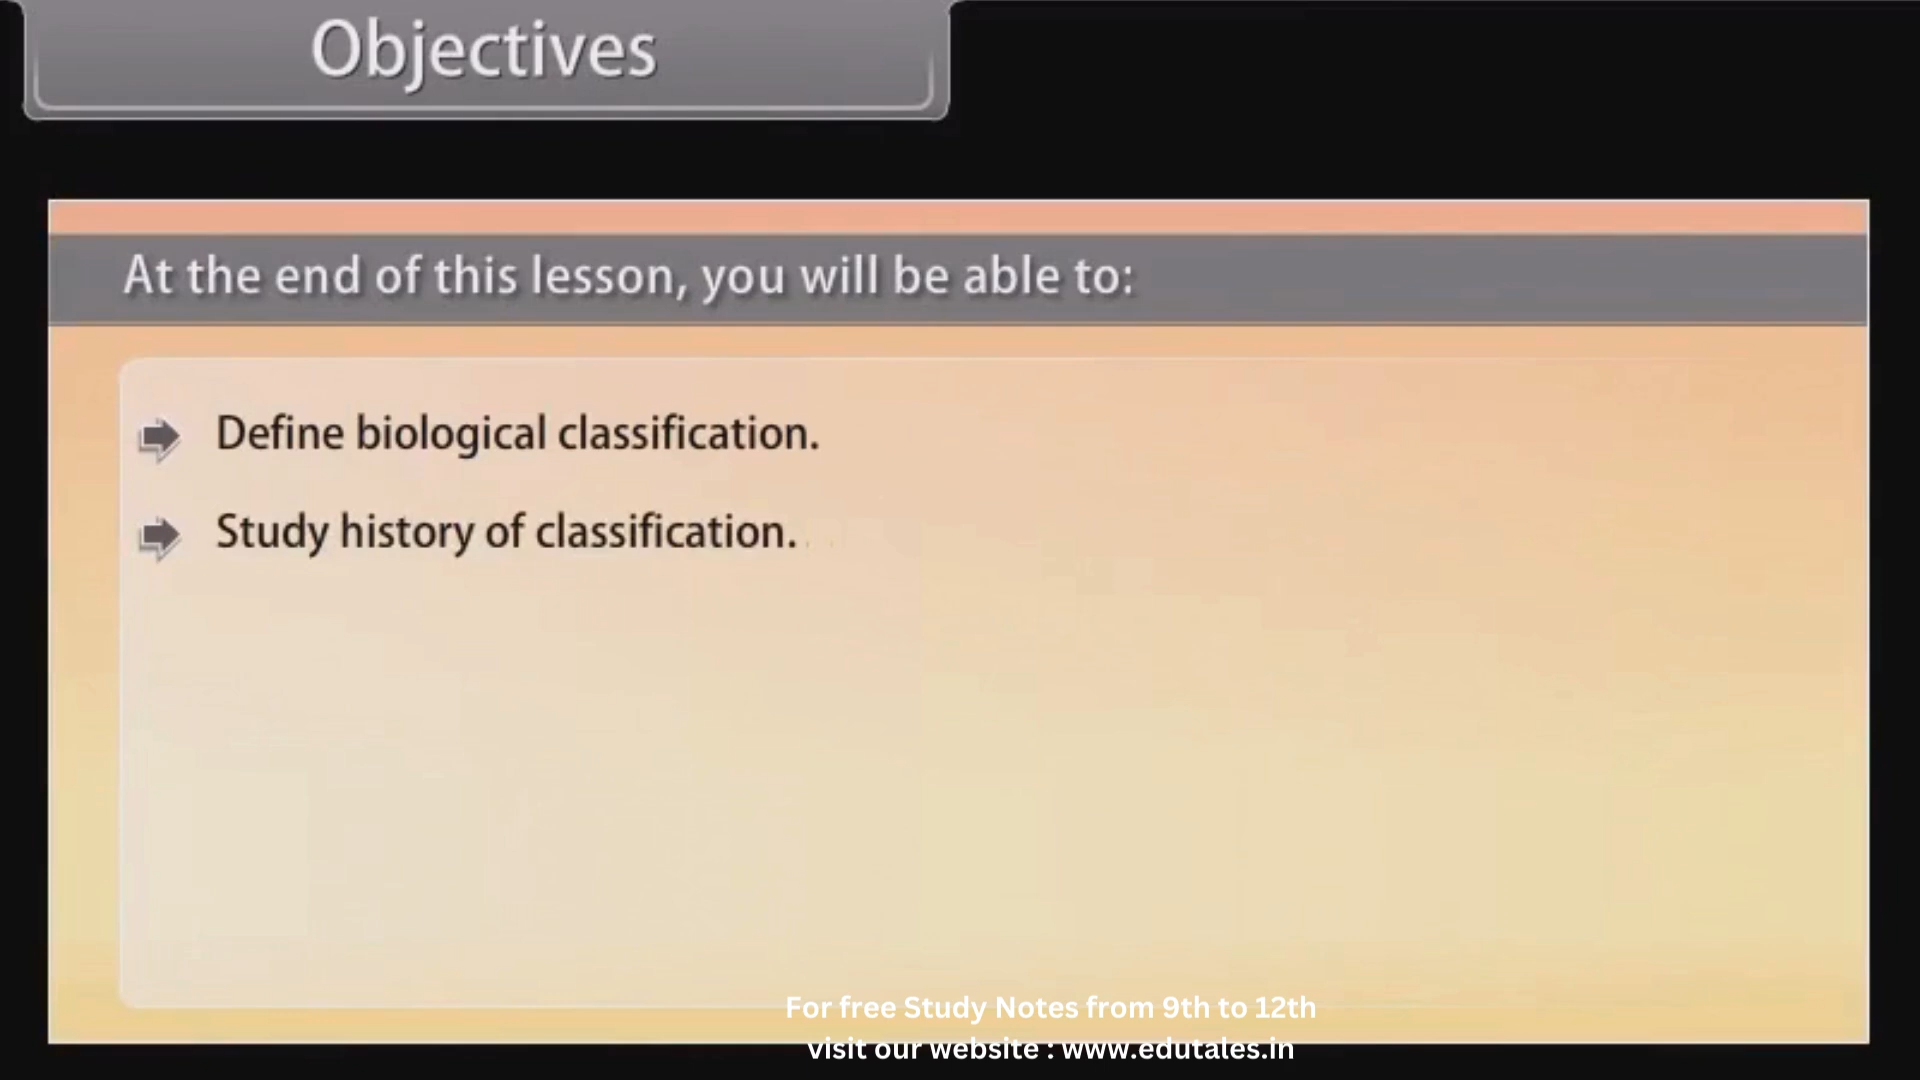 Objectives
At the end of this lesson, you will be able to:
Define biological classification.
Study history of classification.
For free Study Notes from 9th to 12th
visit our website : www.edutales.in